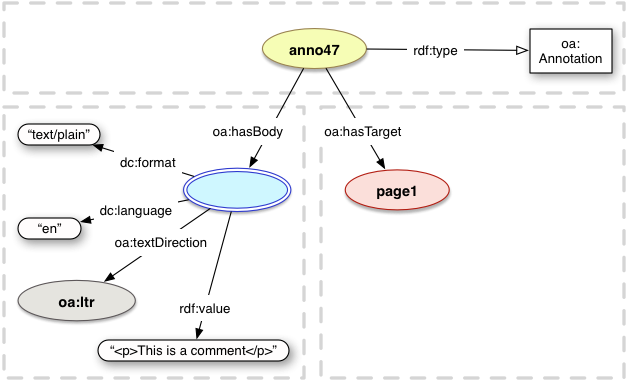 anno47
rdf:type
oa:
Annotation
oa:hasBody
oa:hasTarget
“text/plain”
dc:format
page1
dc:language
“en”
oa:textDirection
oa:ltr
rdf:value
“<p>This is a comment</p>”